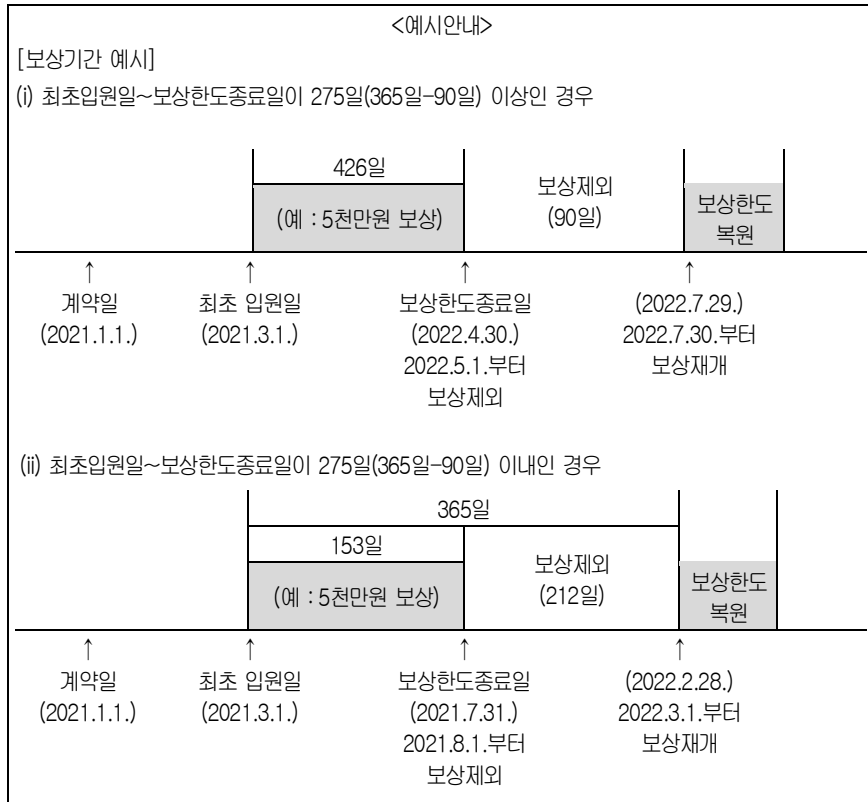 <예시안내>
[보상기간 예시]
(i) 최초입원일~보상한도종료일이 275일(365일-90일) 이상인 경우
426일
(예 : 5천만원 보상)
보상제외
(90일)
보상한도
복원
↑ ↑ ↑ ↑
계약일 최초 입원일 보상한도종료일 (2022.7.29.)
(2021.1.1.) (2021.3.1.) (2022.4.30.) 2022.7.30.부터
2022.5.1.부터 보상재개
보상제외
(ii) 최초입원일~보상한도종료일이 275일(365일-90일) 이내인 경우
365일
153일
(예 : 5천만원 보상)
보상제외
(212일)
보상한도
복원
↑ ↑ ↑ ↑
계약일 최초 입원일 보상한도종료일 (2022.2.28.)
(2021.1.1.) (2021.3.1.) (2021.7.31.) 2022.3.1.부터
2021.8.1.부터 보상재개
보상제외